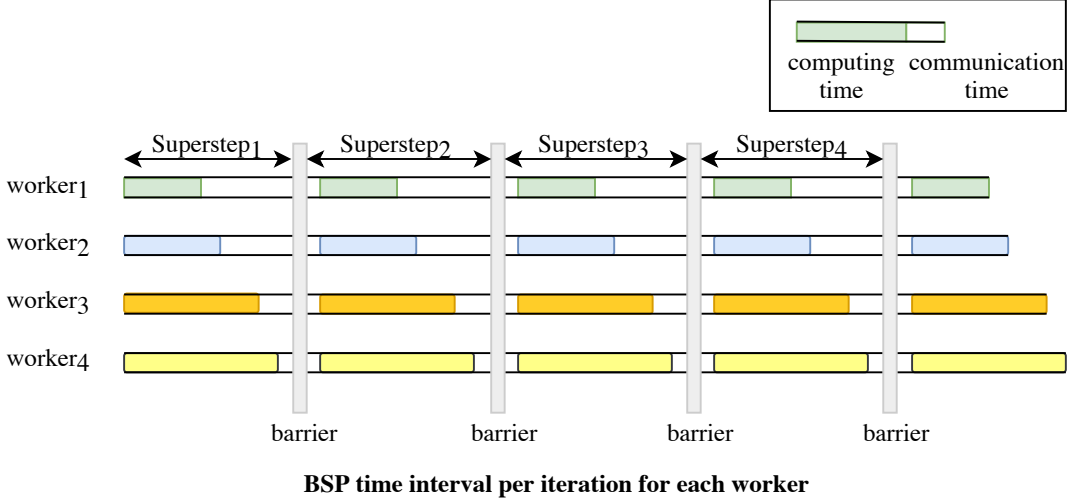 computing communication
time time
Superstep1 Superstep2 Superstep3 Superstep4
worker1
worker2
worker3
worker4
barrier barrier barrier barrier
BSP time interval per iteration for each worker